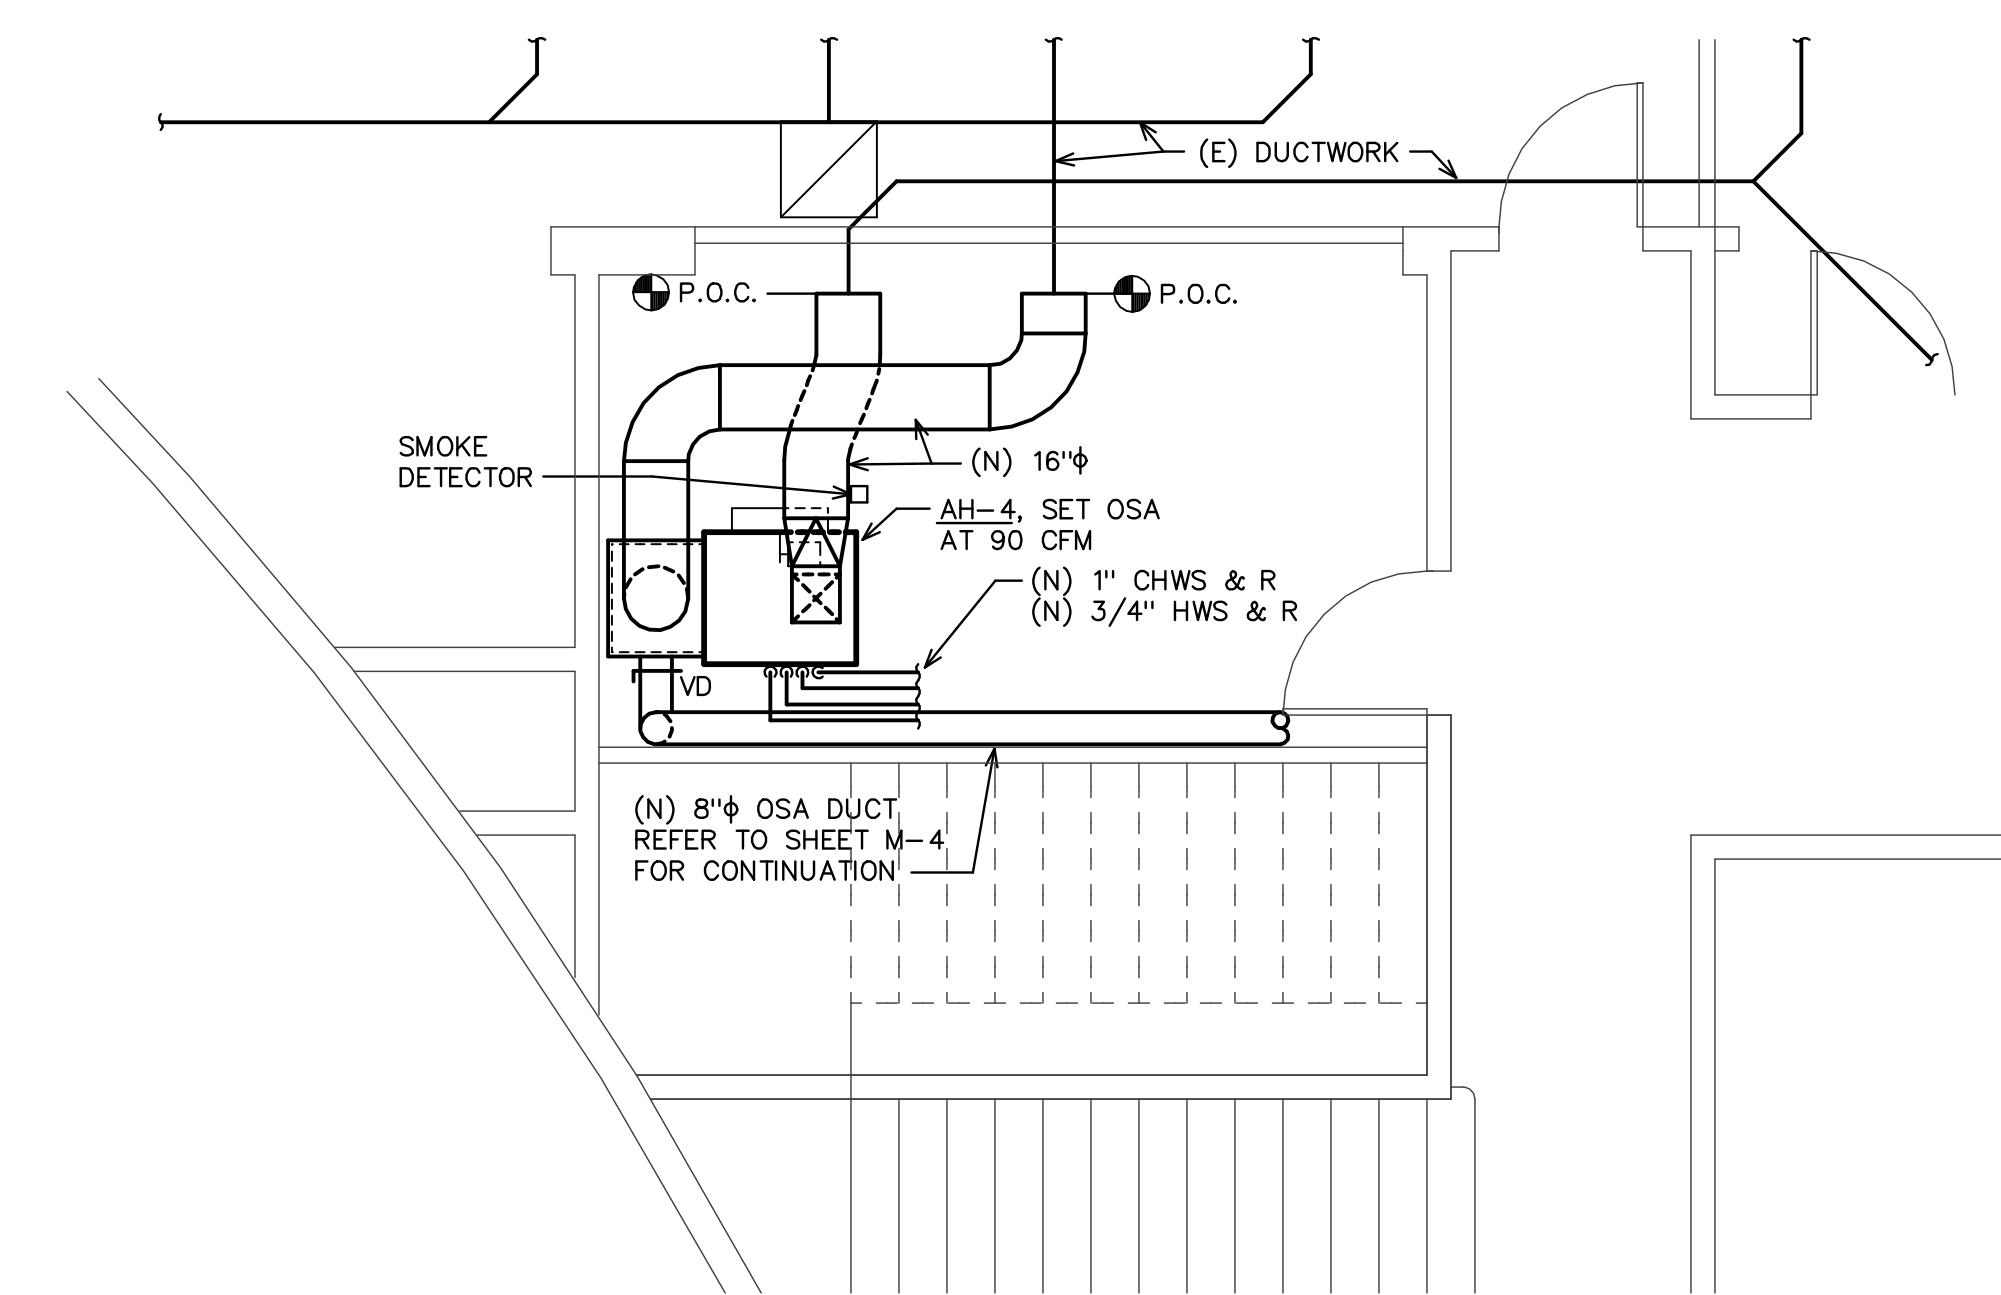 (E) DUCTWORK
P.O.C.
P.O.C.
SMOKE
DETECTOR
(N) 16"ϕ
AH-4, SET OSA
AT 90 CFM
(N) 1" CHWS & R
(N) 3/4" HWS & R
VD
(N) 8"ϕ OSA DUCT
REFER TO SHEET M-4
FOR CONTINUATION